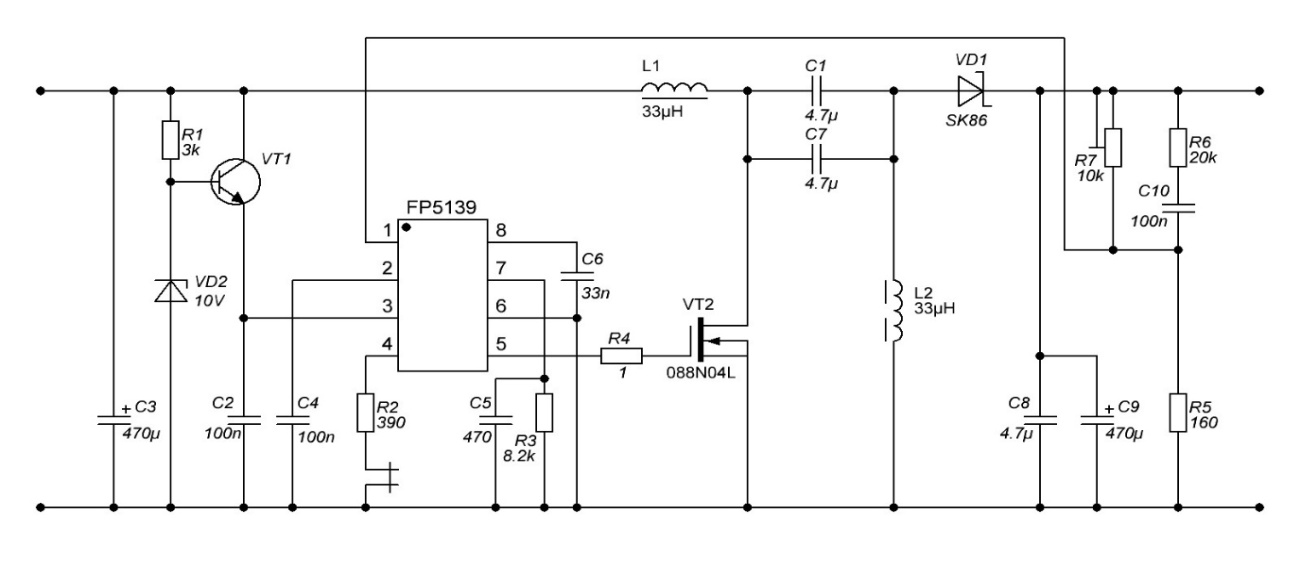 L1
33µH
C1
4.7µ
C7
4.7µ
VD1
SK86
R1
3k
VT1
R7
10k
R6
20k
C10
100n
FP5139
1
8
2
7
3
6
4
5
C6
33n
VD2
10V
VT2
088N04L
L2
33µH
R4
1
+ C3
470µ
C2
100n
C4
100n
R2
390
C5
470
R3
8.2k
C8
4.7µ
+ C9
470µ
R5
160